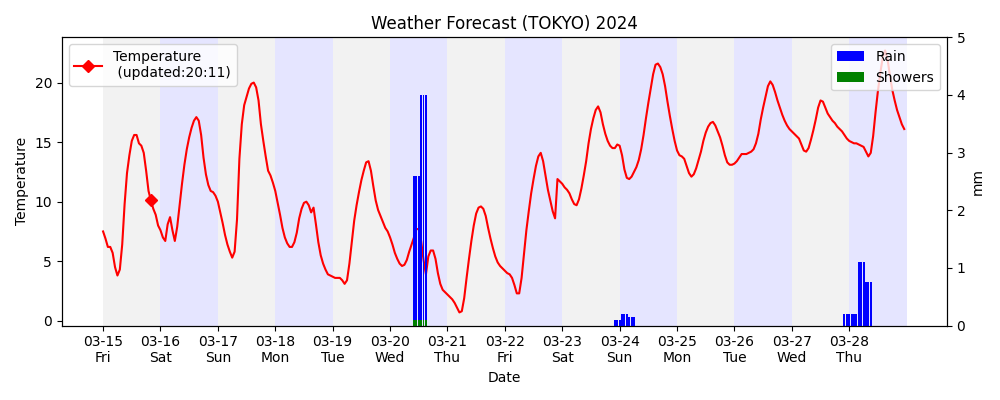 Weather Forecast (TOKYO) 2024
Temperature
(updated:20:11)
Rain
Showers
Temperature
20
15
10
5
0
5
4
3
2
1
0
mm
03-15 03-16 03-17 03-18 03-19 03-20 03-21 03-22 03-23 03-24 03-25 03-26 03-27 03-28
Fri Sat Sun Mon Tue Wed Thu Fri Sat Sun Mon Tue Wed Thu
Date